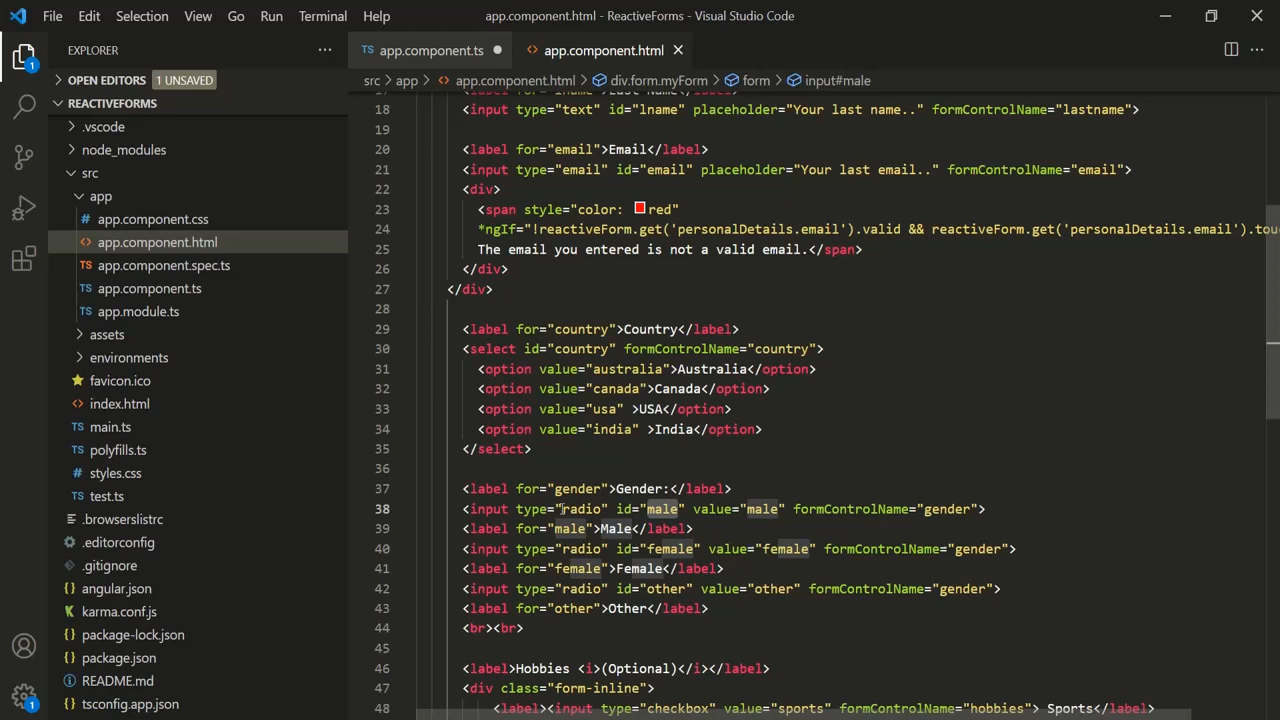 File Edit Selection View Go Run Terminal Help app.component.html - ReactiveForms - Visual Studio Code
EXPLORER
OPEN EDITORS 1 UNSAVED
REACTIVEFORMS
.vscode
node_modules
src
app
app.component.css
app.component.html
app.component.spec.ts
app.component.ts
app.module.ts
assets
environments
favicon.ico
index.html
main.ts
polyfills.ts
styles.css
test.ts
.browserslistrc
.editorconfig
.gitignore
angular.json
karma.conf.js
package-lock.json
package.json
README.md
tsconfig.app.json
1
1
TS app.component.ts app.component.html
src app app.component.html div.form.myForm form input#male
18 <input type="text" id="lname" placeholder="Your last name.." formControlName="lastname">
19
20 <label for="email">Email</label>
21 <input type="email" id="email" placeholder="Your last email.." formControlName="email">
22 <div>
23 <span style="color: red"
24 *ngIf="!reactiveForm.get('personalDetails.email').valid && reactiveForm.get('personalDetails.email').tou
25 The email you entered is not a valid email.</span>
26 </div>
27 </div>
28
29 <label for="country">Country</label>
30 <select id="country" formControlName="country">
31 <option value="australia">Australia</option>
32 <option value="canada">Canada</option>
33 <option value="usa" >USA</option>
34 <option value="india" >India</option>
35 </select>
36
37 <label for="gender">Gender:</label>
38 <input type="radio" id="male" value="male" formControlName="gender">
39 <label for="male">Male</label>
40 <input type="radio" id="female" value="female" formControlName="gender">
41 <label for="female">Female</label>
42 <input type="radio" id="other" value="other" formControlName="gender">
43 <label for="other">Other</label>
44 <br><br>
45
46 <label>Hobbies <i>(Optional)</i></label>
47 <div class="form-inline">
48 <label><input type="checkbox" value="sports" formControlName="hobbies"> Sports</label>